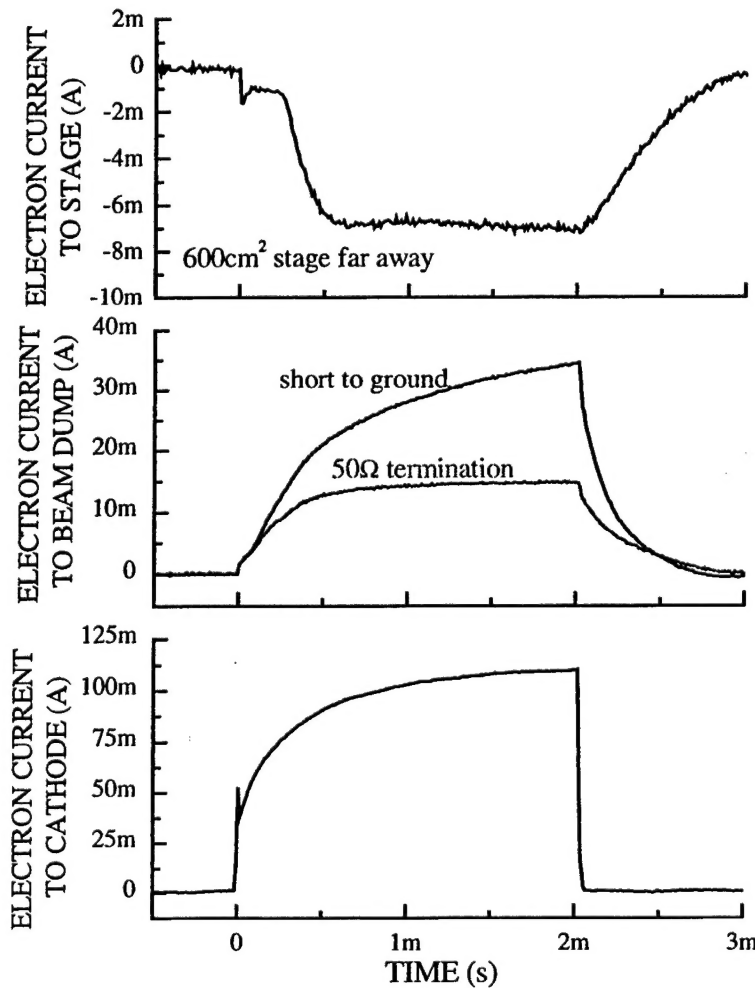 ELECTRON CURRENT
TO STAGE (A)
2m
0
-2m
-4m
-6m
-8m
-10m
600cm² stage far away
ELECTRON CURRENT
TO BEAM DUMP (A)
40m
30m
20m
10m
0
short to ground
50Ω termination
ELECTRON CURRENT
TO CATHODE (A)
125m
100m
75m
50m
25m
0
0 1m 2m 3m
TIME (s)